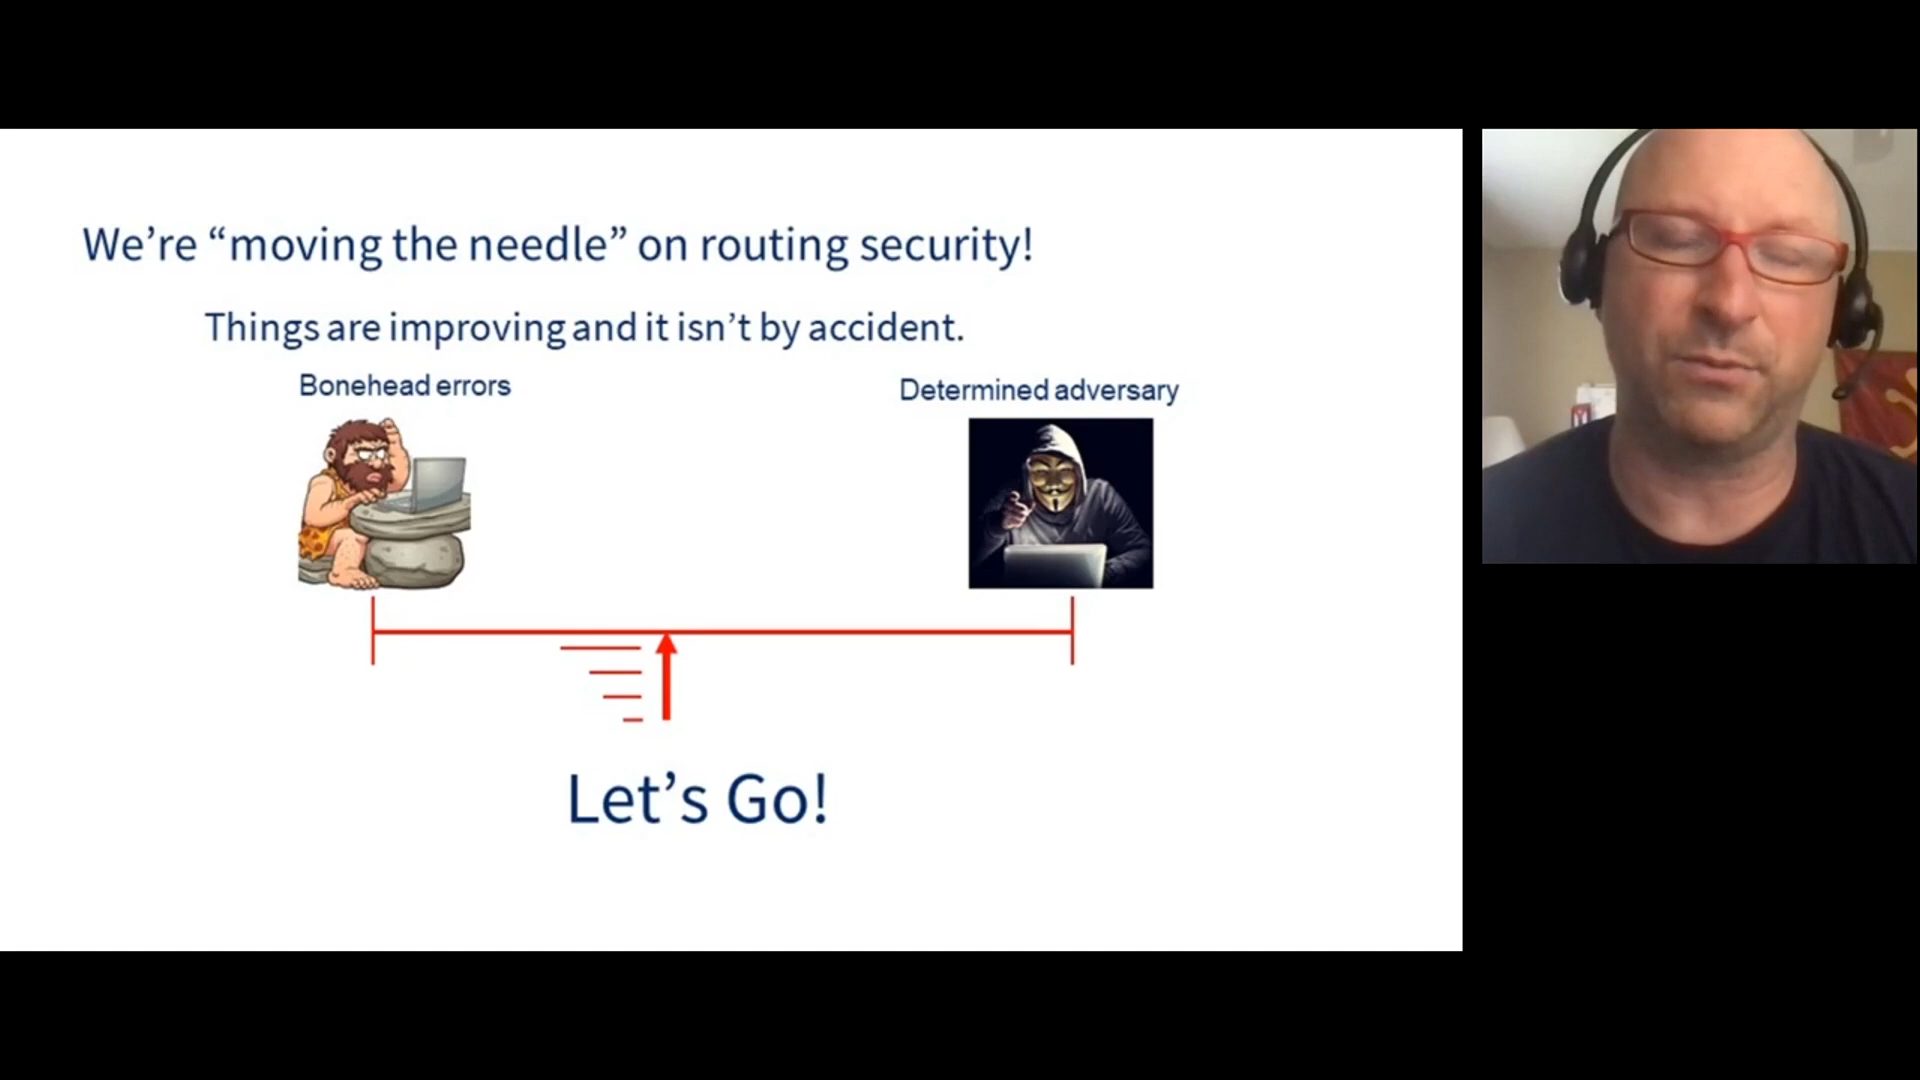 We’re “moving the needle” on routing security!
Things are improving and it isn’t by accident.
Bonehead errors
Determined adversary
Let’s Go!